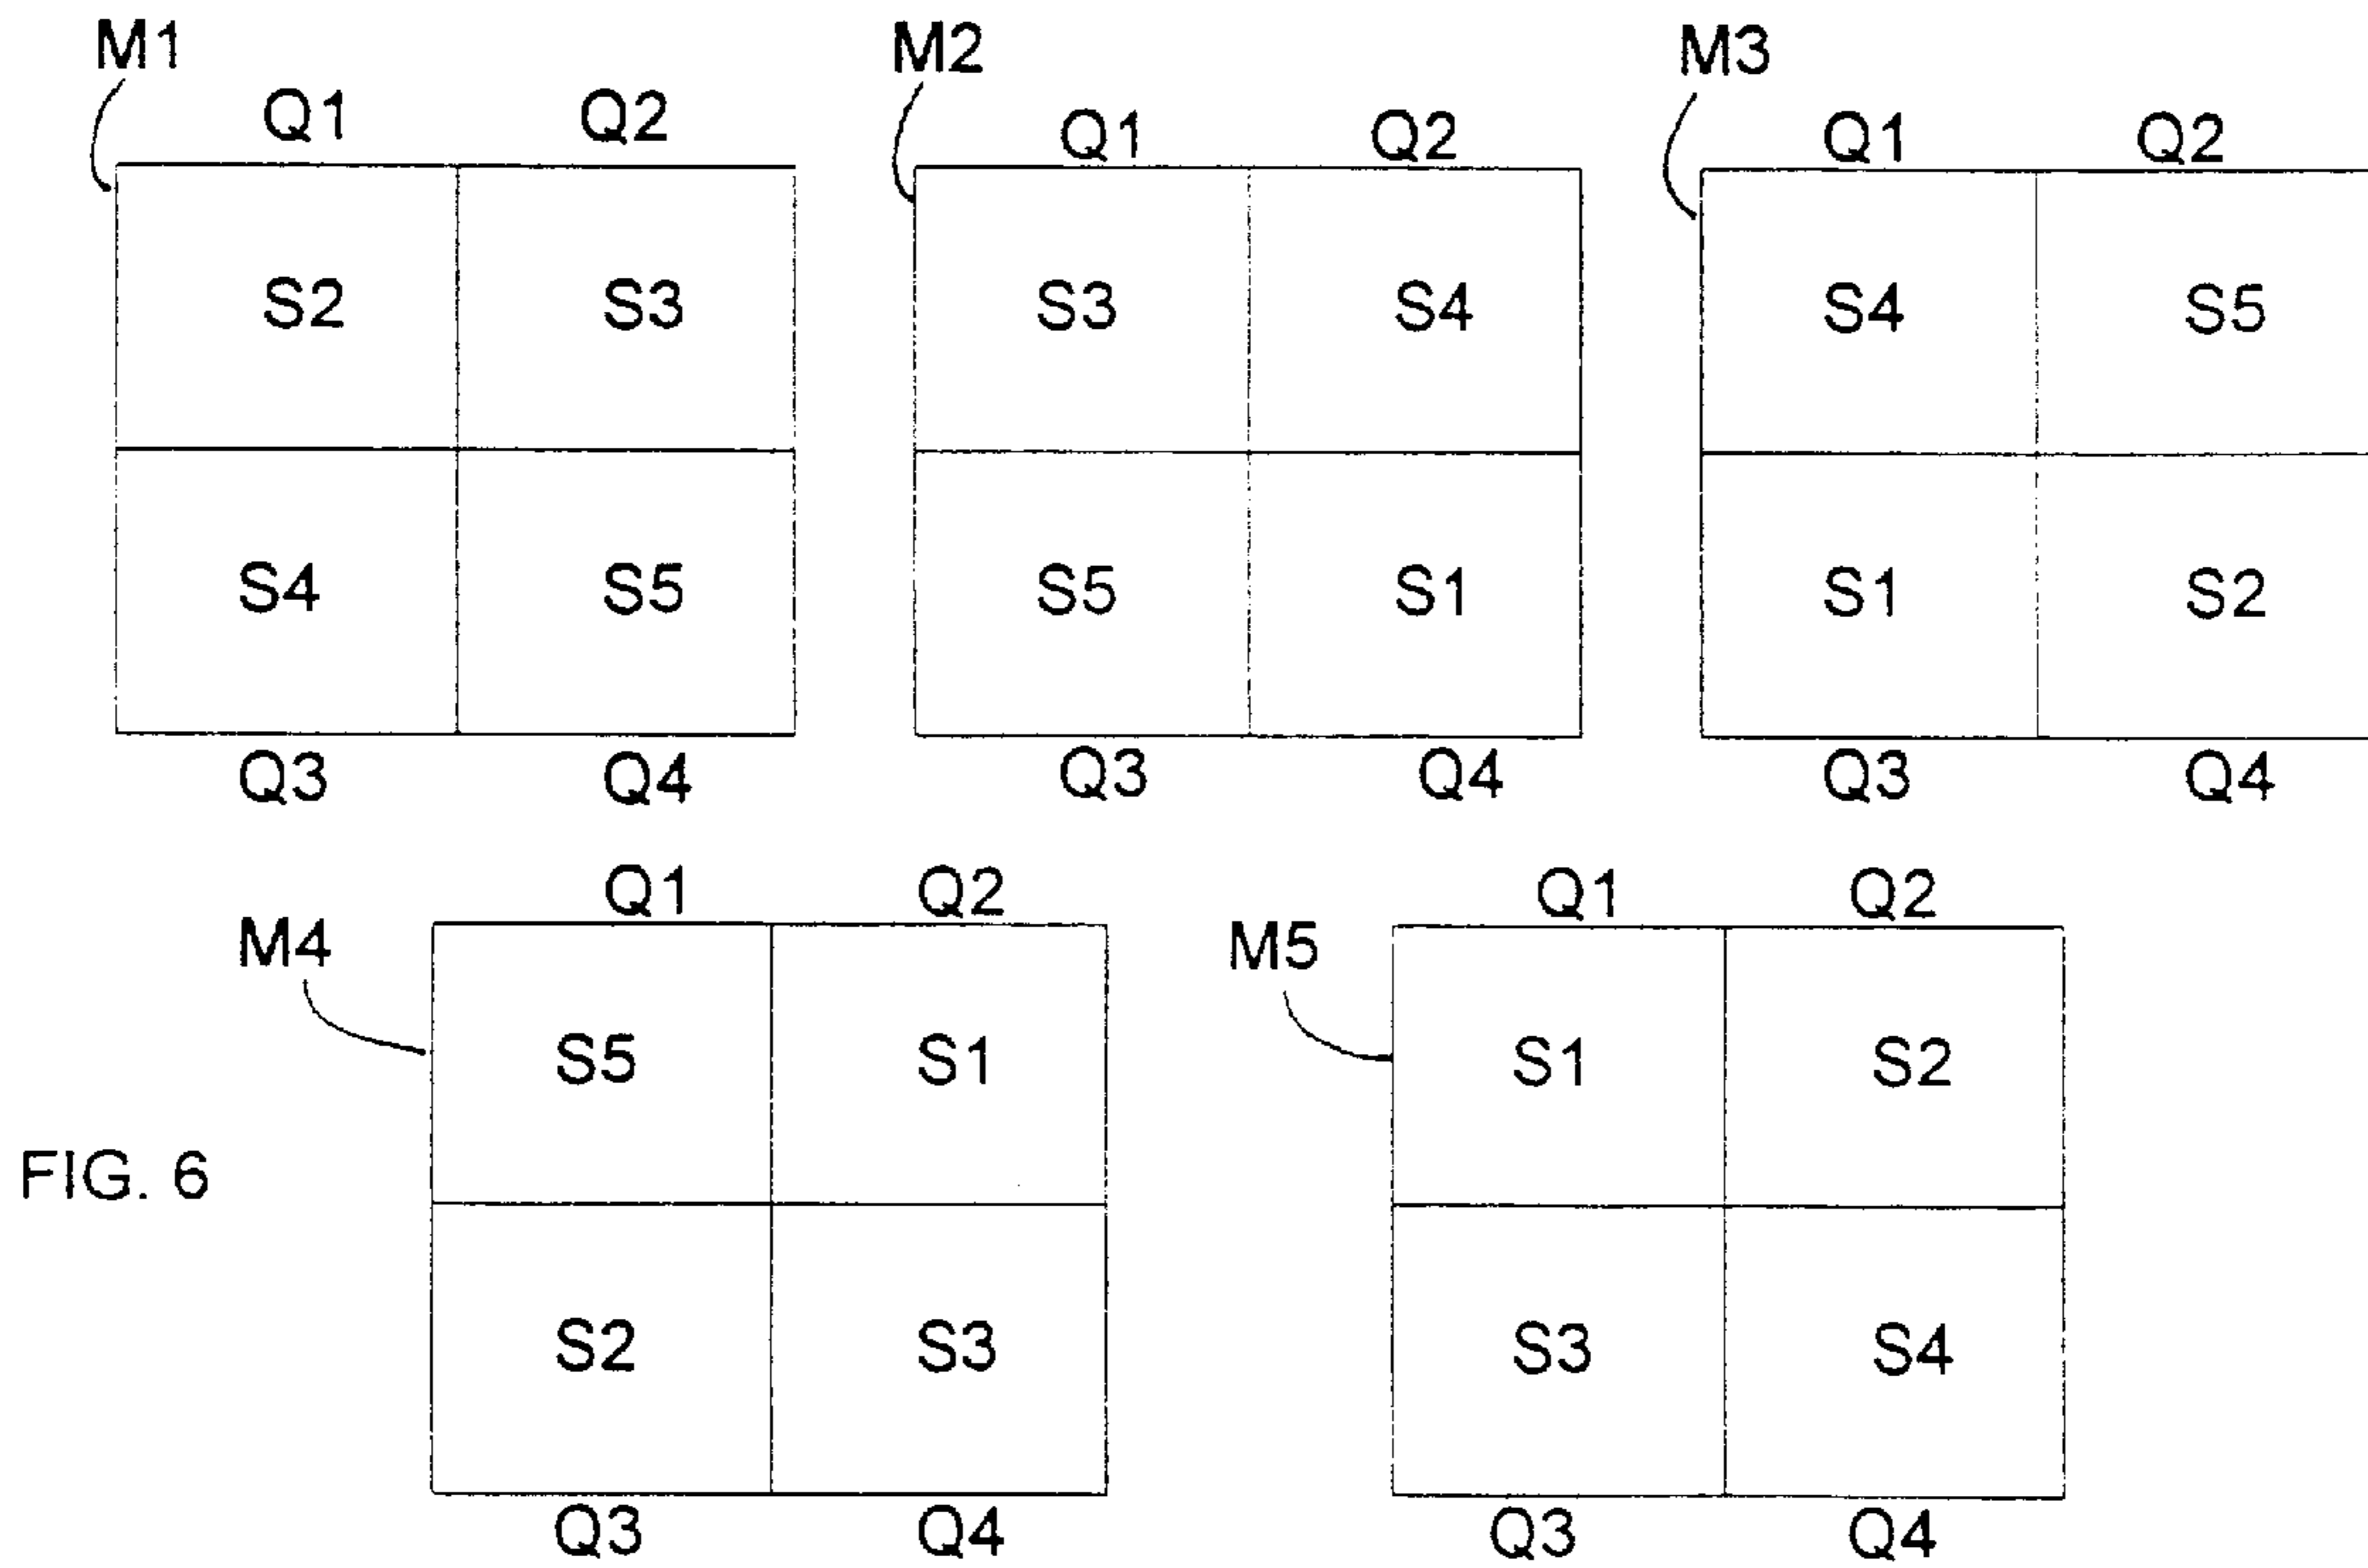 M1 M2 M3
Q1 Q2 Q1 Q2 Q1 Q2
S2 S3 S3 S4 S4 S5
S4 S5 S5 S1 S1 S2
Q3 Q4 Q3 Q4 Q3 Q4
Q1 Q2 Q1 Q2
M4 M5
S5 S1 S1 S2
FIG. 6
S2 S3 S3 S4
Q3 Q4 Q3 Q4